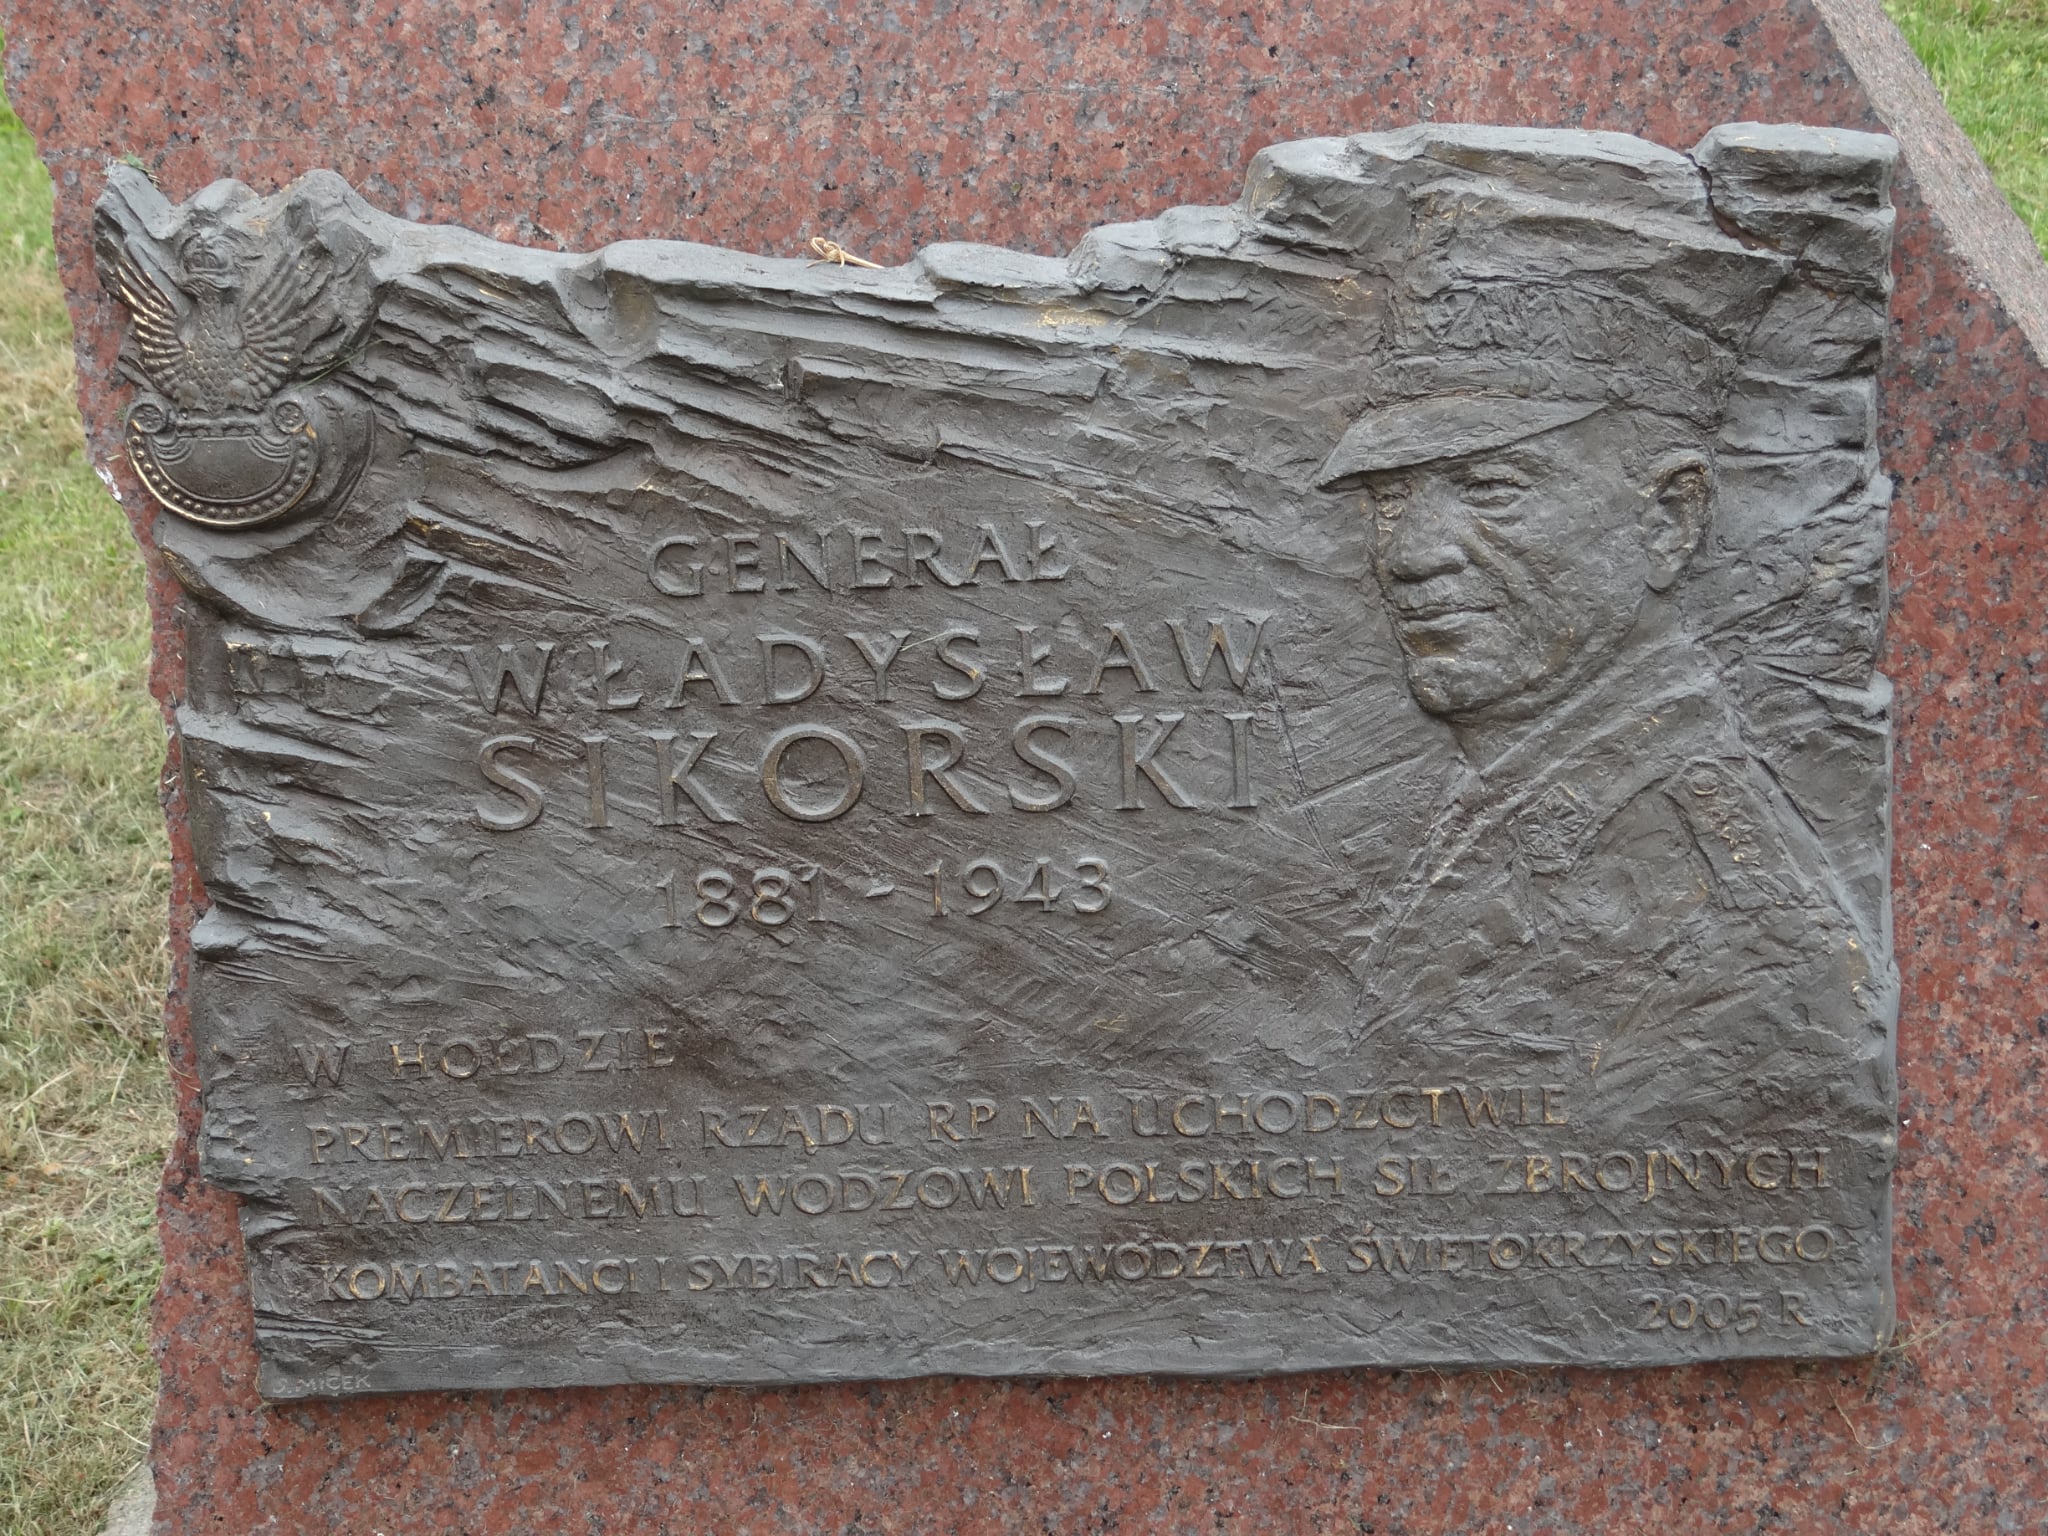 GENERAŁ
WŁADYSŁAW
SIKORSKI
1881 - 1943
W HOŁDZIE
PREMIEROWI RZĄDU RP NA UCHODZCTWIE
NACZELNEMU WODZOWI POLSKICH SIŁ ZBROJNYCH
KOMBATANCI I SYBIRACY WOJEWÓDZTWA ŚWIĘTOKRZYSKIEGO
2005 R.
MICEK